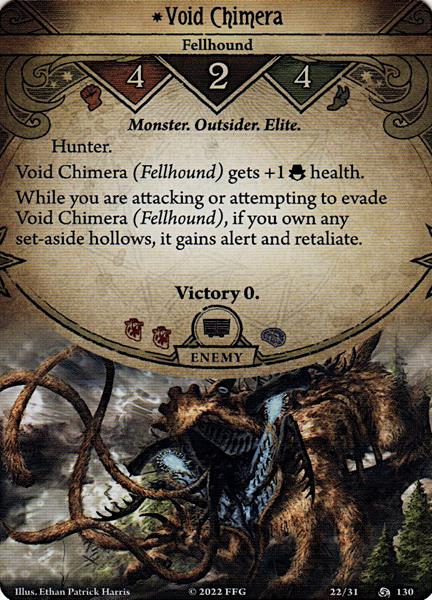 Void Chimera
Fellhound
4 2 4
Monster. Outsider. Elite.
Hunter.
Void Chimera (Fellhound) gets +1 health.
While you are attacking or attempting to evade
Void Chimera (Fellhound), if you own any
set-aside hollows, it gains alert and retaliate.
Victory 0.
ENEMY
Illus. Ethan Patrick Harris © 2022 FFG 22/31 130